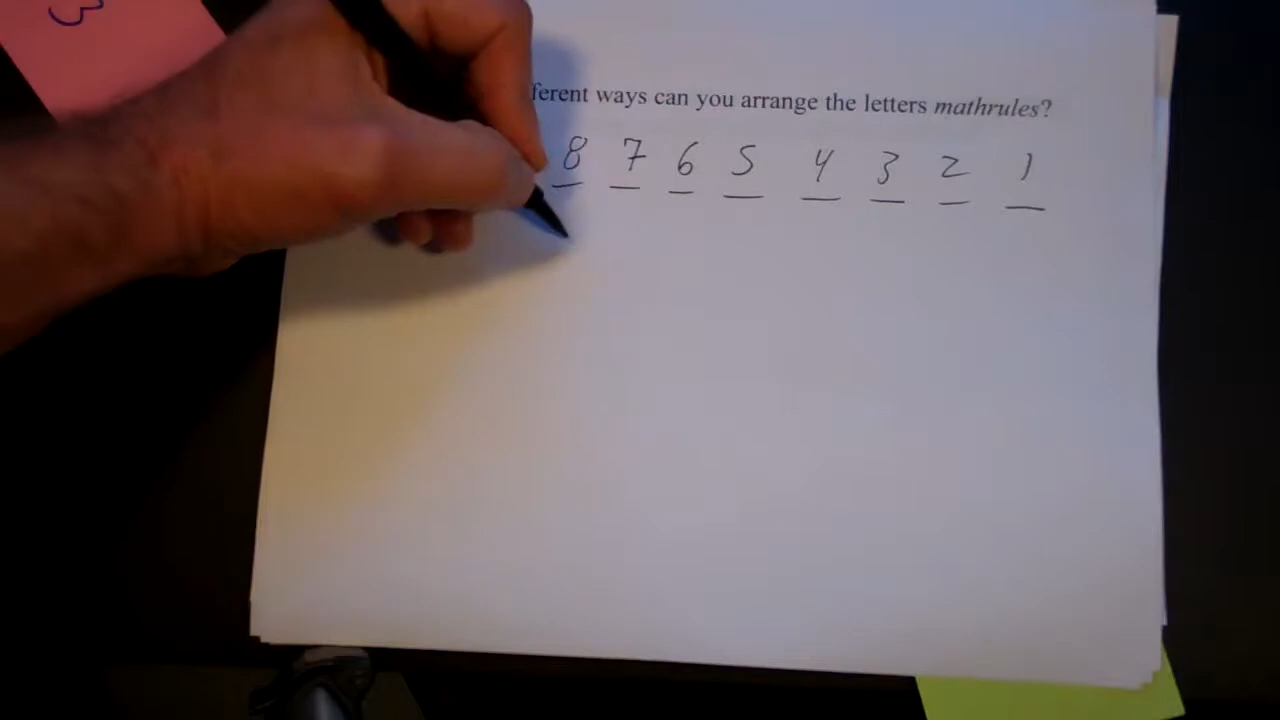 ferent ways can you arrange the letters mathrules?
8 7 6 5 4 3 2 1